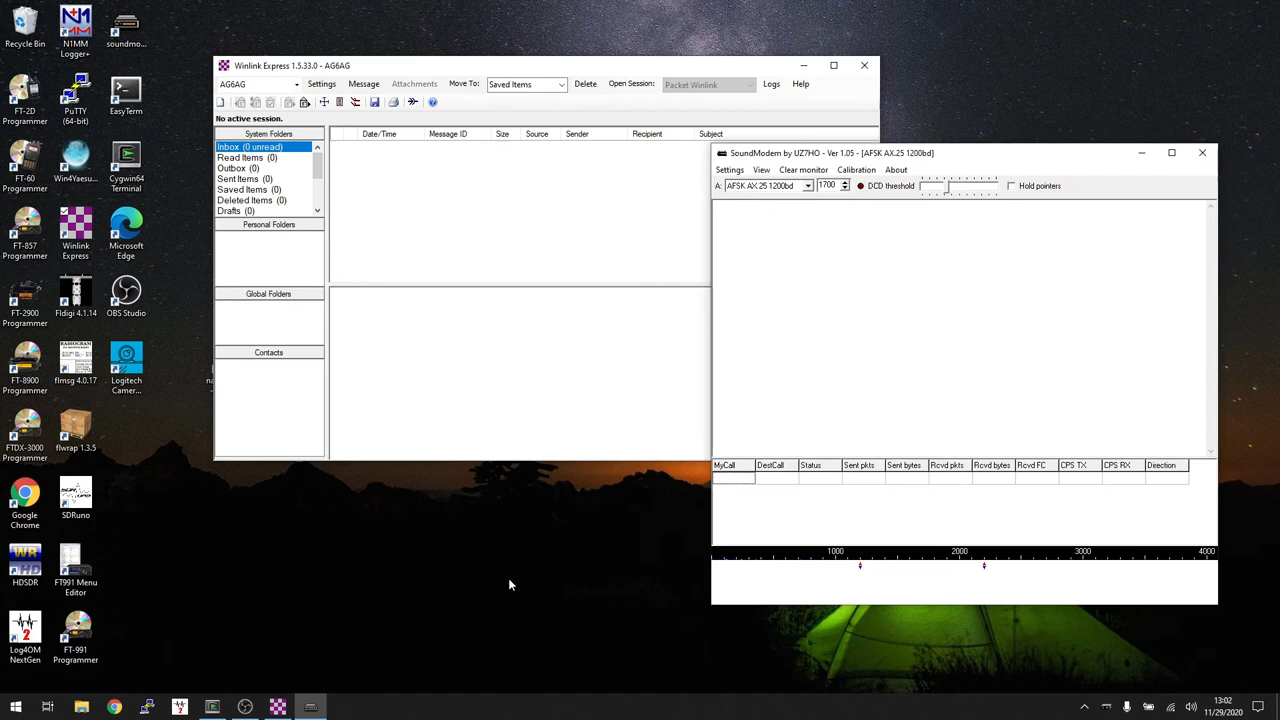 Recycle Bin
N1MM Logger+
soundmo...
FT-2D Programmer
PuTTY (64-bit)
EasyTerm
FT-60 Programmer
Win4Yaesu...
Cygwin64 Terminal
FT-857 Programmer
Winlink Express
Microsoft Edge
FT-2900 Programmer
Fldigi 4.1.14
OBS Studio
FT-8900 Programmer
flmsg 4.0.17
Logitech Camer...
FTDX-3000 Programmer
flwrap 1.3.5
Google Chrome
SDRuno
HDSDR
FT991 Menu Editor
Log4OM NextGen
FT-991 Programmer
Winlink Express 1.5.33.0 - AG6AG
AG6AG Settings Message Attachments Move To: Saved Items Delete Open Session: Packet Winlink Logs Help
No active session.
System Folders
Date/Time Message ID Size Source Sender Recipient Subject
Inbox (0 unread)
Read Items (0)
Outbox (0)
Sent Items (0)
Saved Items (0)
Deleted Items (0)
Drafts (0)
Personal Folders
Global Folders
Contacts
SoundModem by UZ7HO - Ver 1.05 - [AFSK AX.25 1200bd]
Settings View Clear monitor Calibration About
A: AFSK AX.25 1200bd 1700 DCD threshold Hold pointers
MyCall DestCall Status Sent pkts Sent bytes Rcvd pkts Rcvd bytes Rcvd FC CPS TX CPS RX Direction
1000 2000 3000 4000
13:02
11/29/2020